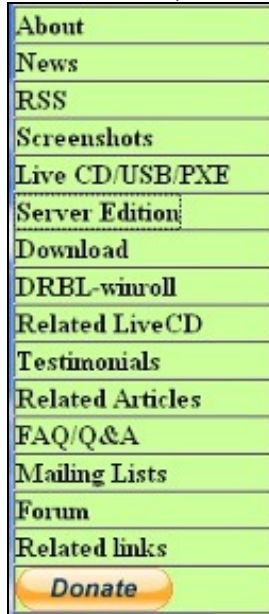 About
News
RSS
Screenshots
Live CD/USB/PXE
Server Edition
Download
DRBL-winroll
Related LiveCD
Testimonials
Related Articles
FAQ/Q&A
Mailing Lists
Forum
Related links
Donate